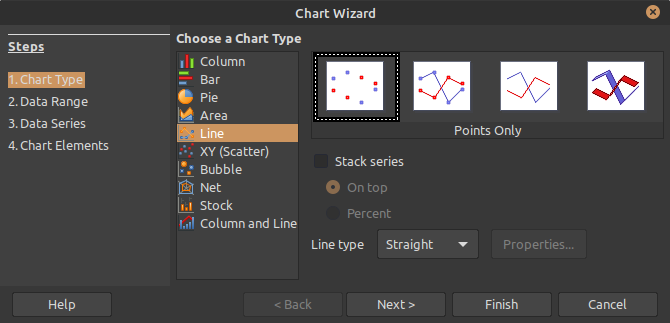 Chart Wizard
Steps
1. Chart Type
2. Data Range
3. Data Series
4. Chart Elements
Choose a Chart Type
Column
Bar
Pie
Area
Line
XY (Scatter)
Bubble
Net
Stock
Column and Line
Points Only
Stack series
On top
Percent
Line type Straight Properties...
Help < Back Next > Finish Cancel